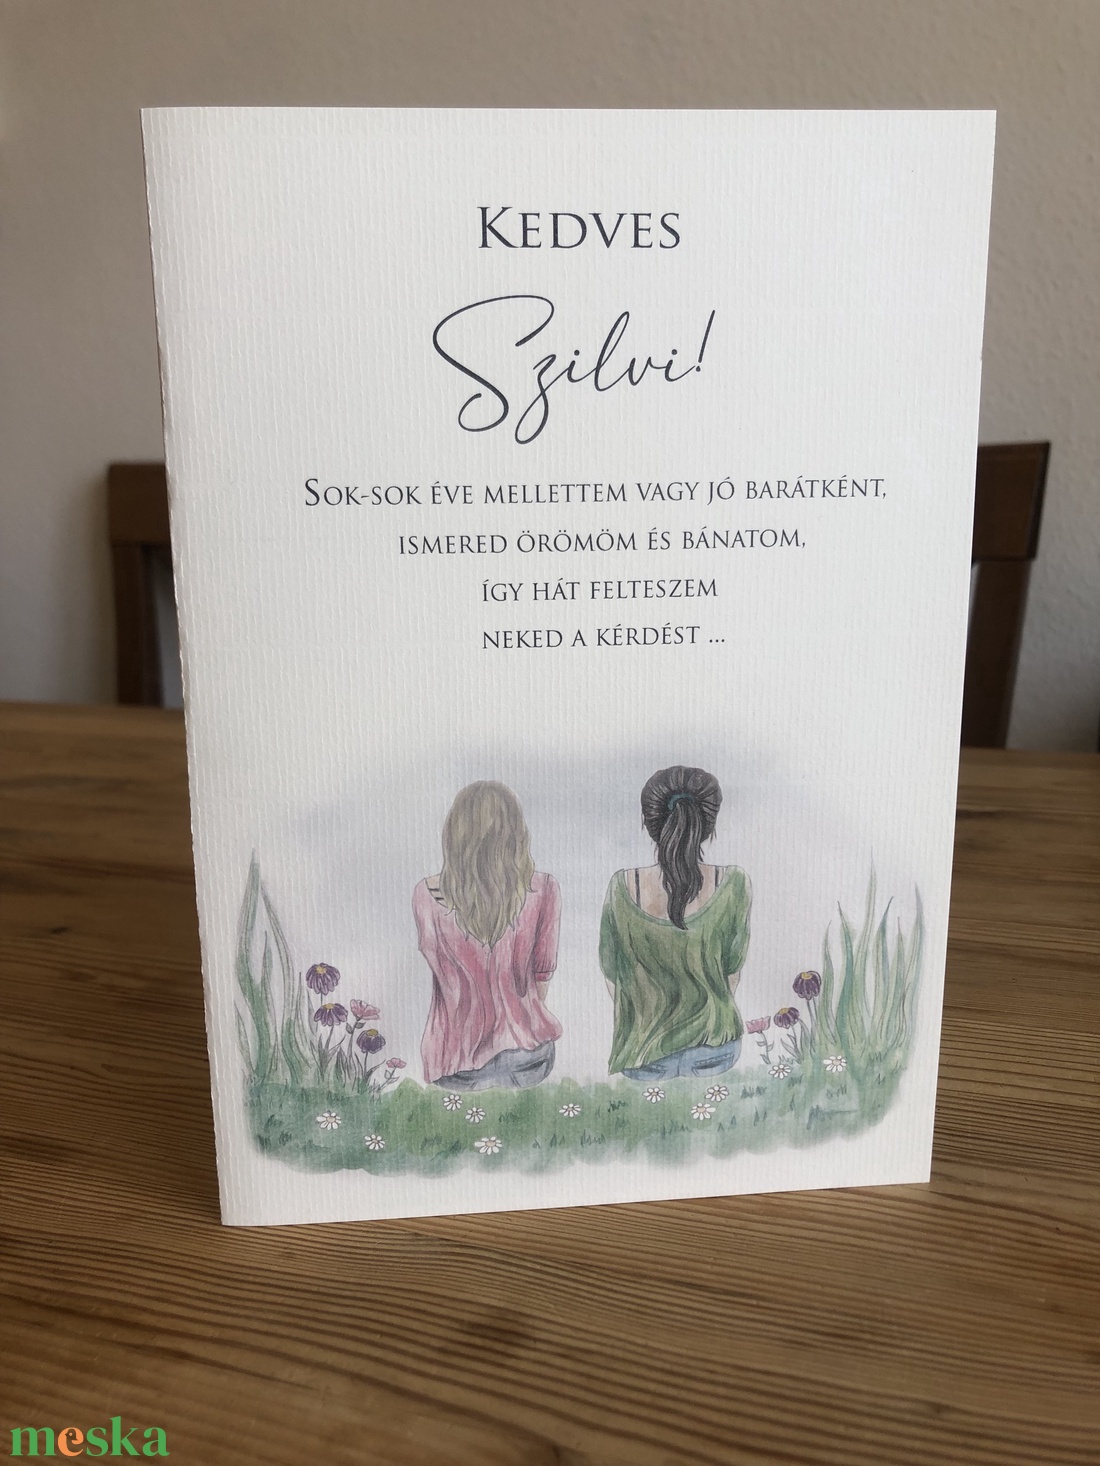 KEDVES
Szilvi!
SOK-SOK ÉVE MELLETTEM VAGY JÓ BARÁTKÉNT,
ISMERED ÖRÖMÖM ÉS BÁNATOM,
ÍGY HÁT FELTESZEM
NEKED A KÉRDÉST ...
meska